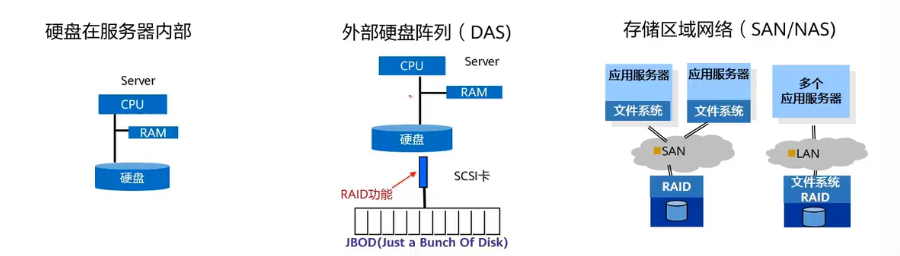 硬盘在服务器内部
Server
CPU
RAM
硬盘
外部硬盘阵列（DAS)
Server
CPU
RAM
硬盘
SCSI卡
RAID功能
JBOD(Just a Bunch Of Disk)
存储区域网络（SAN/NAS)
应用服务器
文件系统
应用服务器
文件系统
SAN
RAID
多个
应用服务器
LAN
文件系统
RAID